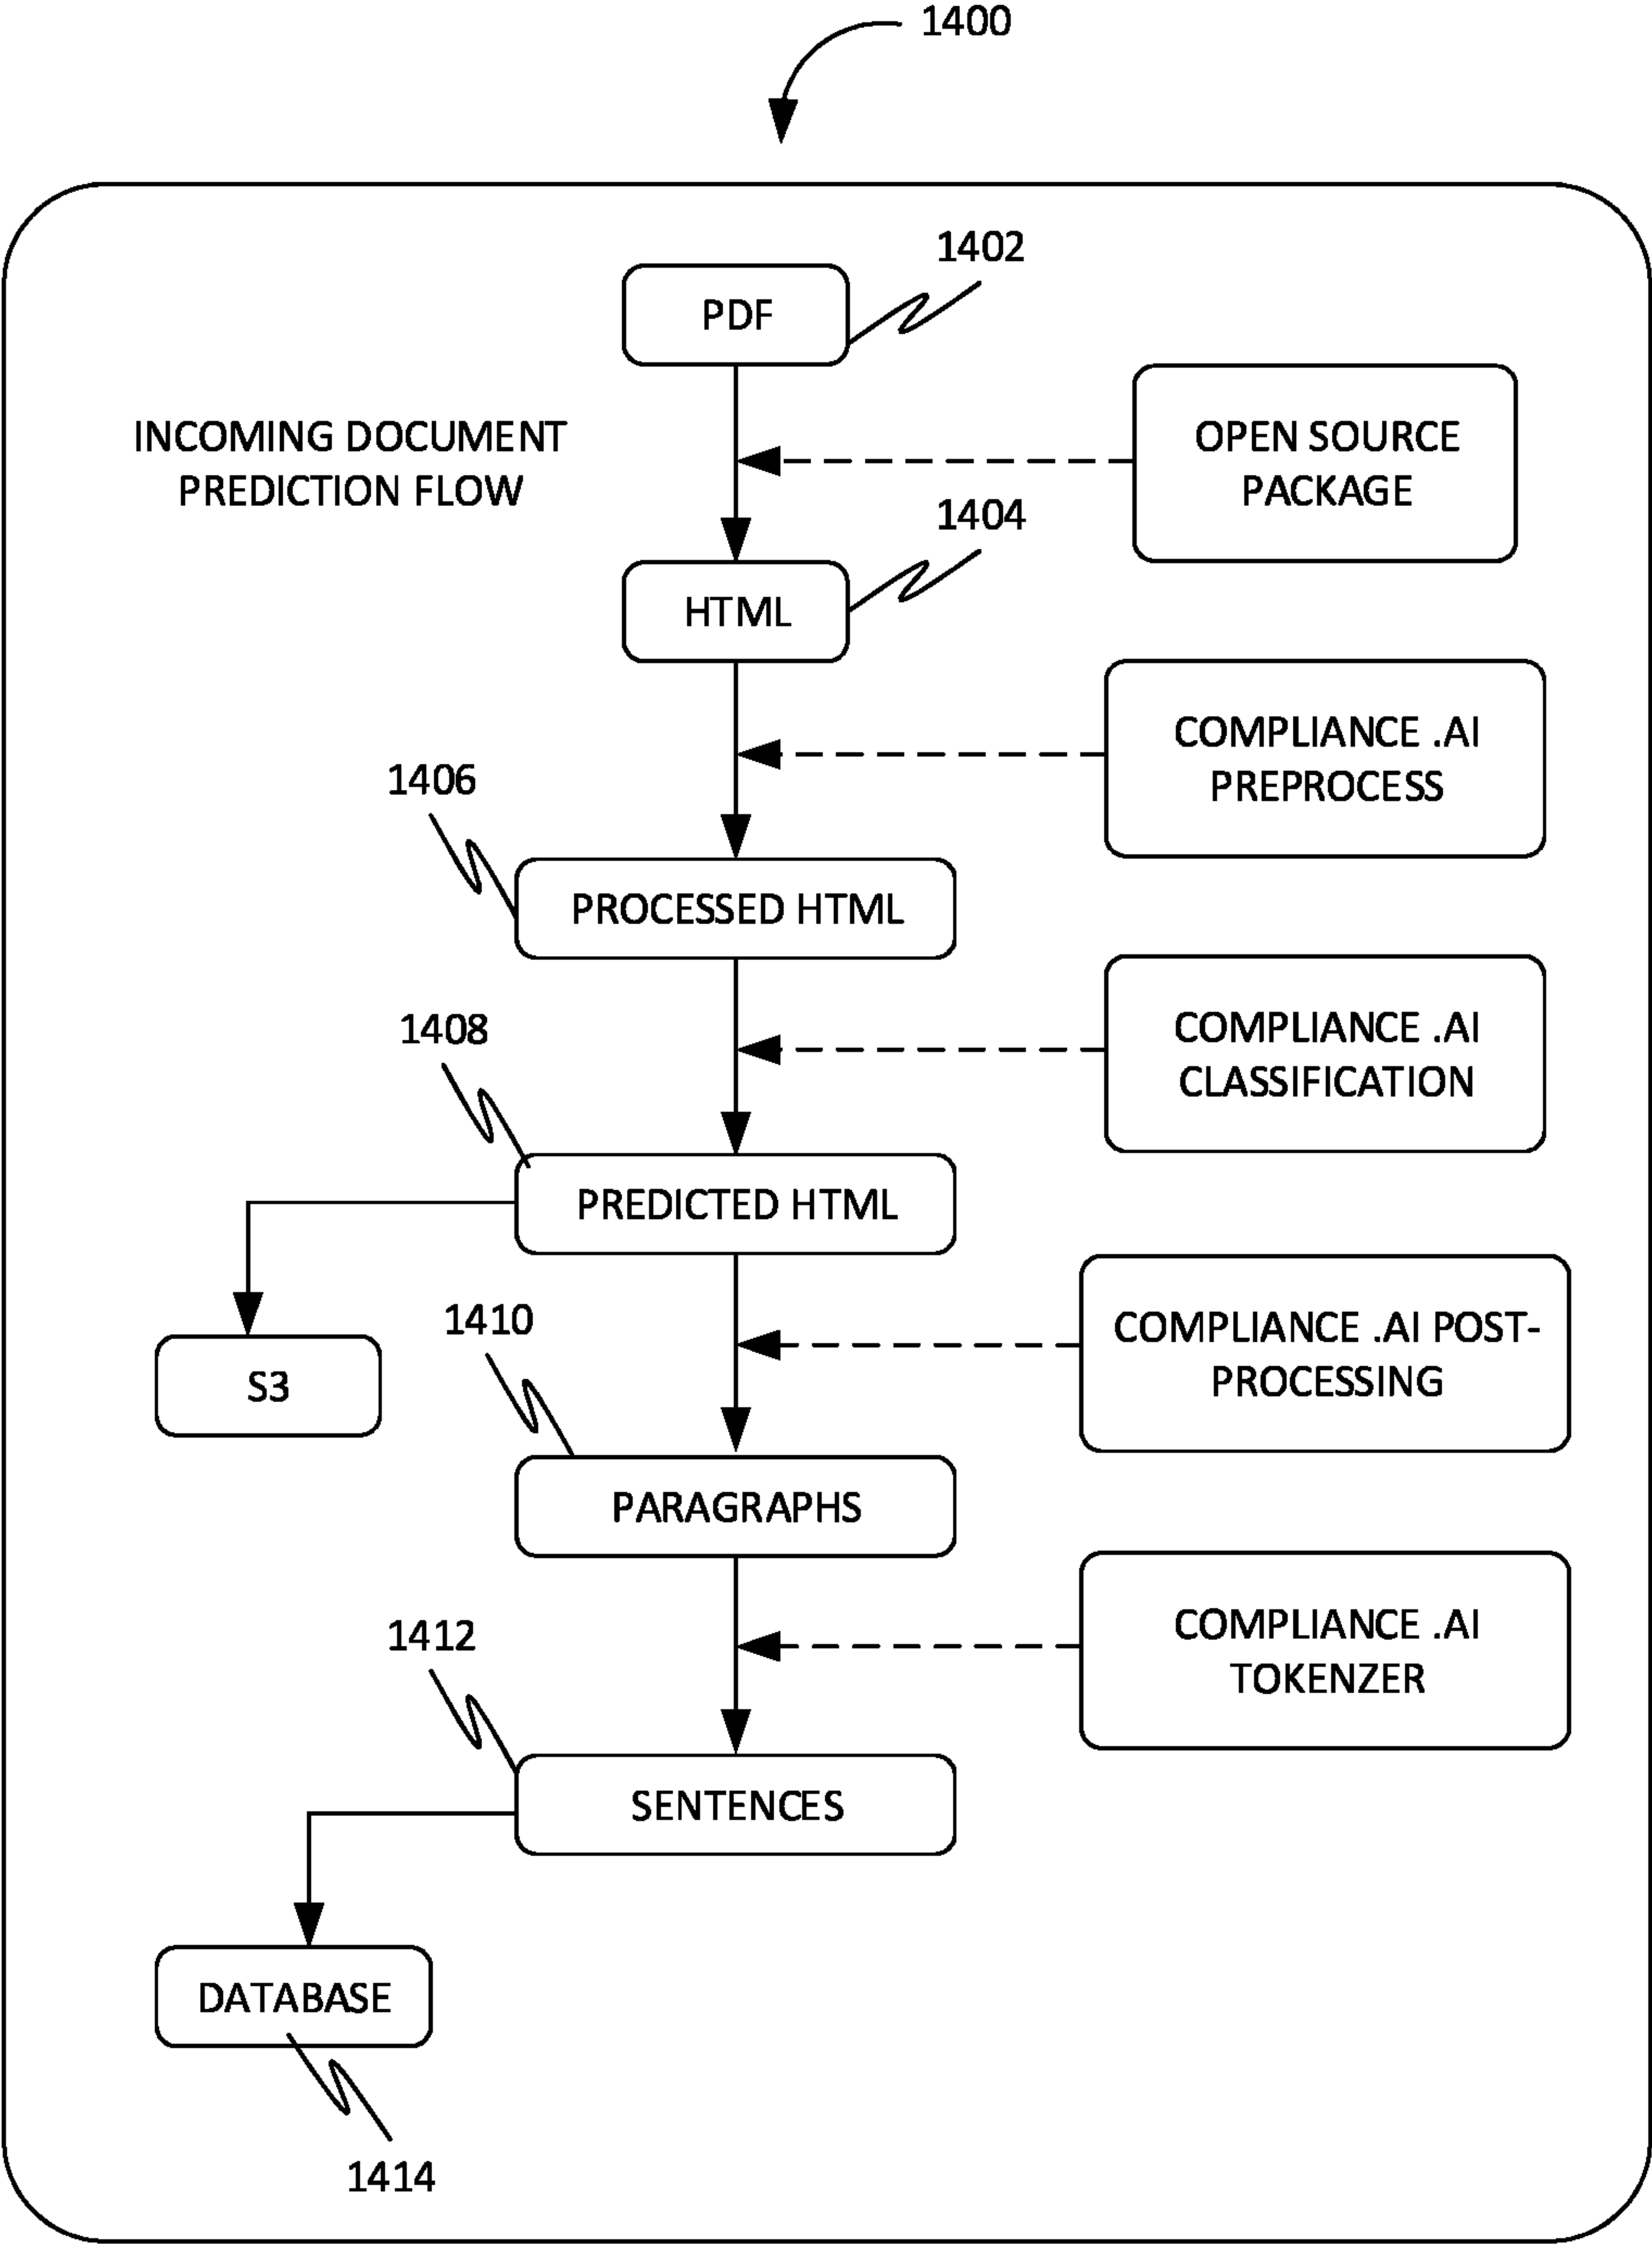 1400
1402
PDF
INCOMING DOCUMENT
PREDICTION FLOW
OPEN SOURCE
PACKAGE
1404
HTML
COMPLIANCE .AI
PREPROCESS
1406
PROCESSED HTML
1408
COMPLIANCE .AI
CLASSIFICATION
PREDICTED HTML
1410
COMPLIANCE .AI POST-
PROCESSING
S3
PARAGRAPHS
1412
COMPLIANCE .AI
TOKENZER
SENTENCES
DATABASE
1414